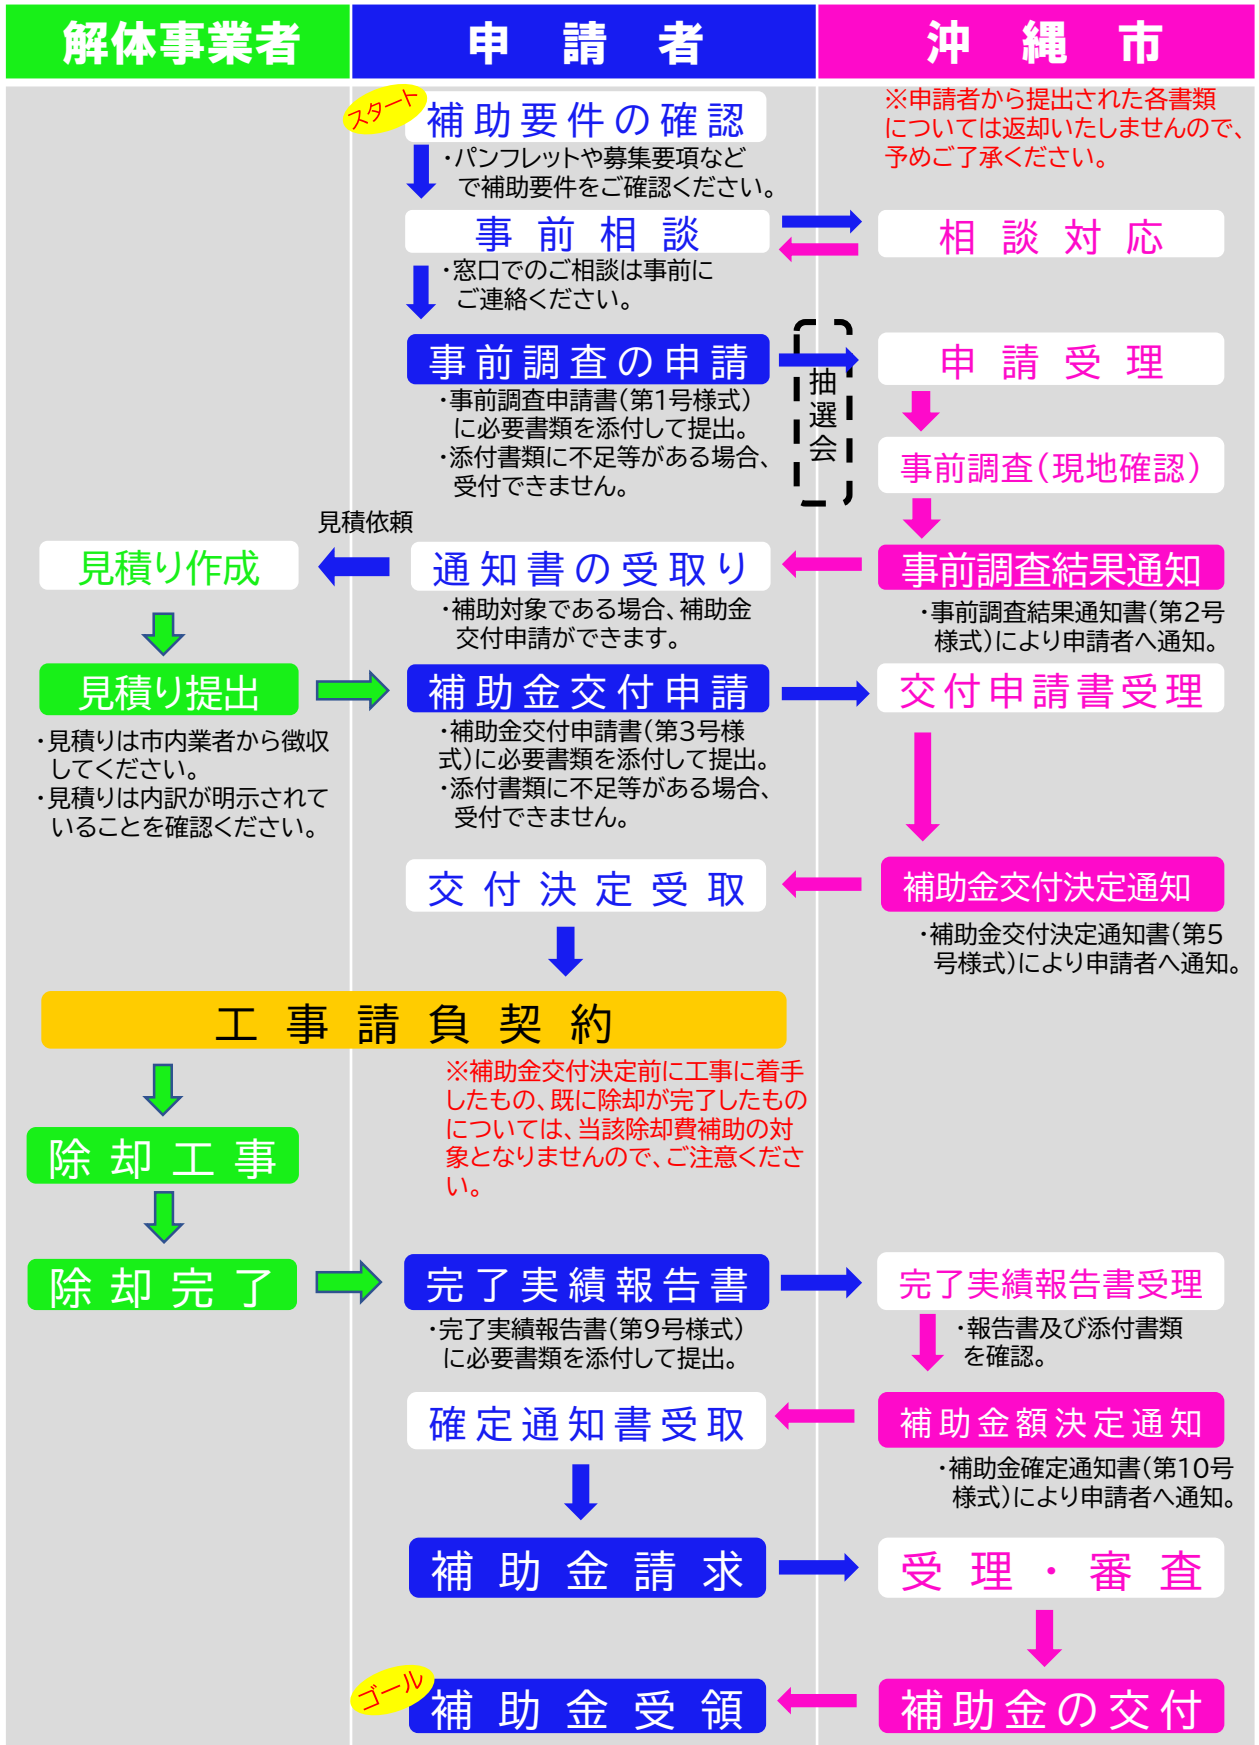 解体事業者
申請者
沖縄市
スタート
補助要件の確認
※申請者から提出された各書類
については返却いたしませんので、
予めご了承ください。
・パンフレットや募集要項など
で補助要件をご確認ください。
事前相談
相談対応
・窓口でのご相談は事前に
ご連絡ください。
事前調査の申請
抽選会
申請受理
・事前調査申請書(第1号様式)
に必要書類を添付して提出。
・添付書類に不足等がある場合、
受付できません。
事前調査(現地確認)
見積依頼
見積り作成
通知書の受取り
事前調査結果通知
・補助対象である場合、補助金
交付申請ができます。
・事前調査結果通知書(第2号
様式)により申請者へ通知。
見積り提出
補助金交付申請
交付申請書受理
・見積りは市内業者から徴収
してください。
・見積りは内訳が明示されて
いることを確認ください。
・補助金交付申請書(第3号様
式)に必要書類を添付して提出。
・添付書類に不足等がある場合、
受付できません。
交付決定受取
補助金交付決定通知
・補助金交付決定通知書(第5
号様式)により申請者へ通知。
工事請負契約
※補助金交付決定前に工事に着手
したもの、既に除却が完了したもの
については、当該除却費補助の対
象となりませんので、ご注意くださ
い。
除却工事
除却完了
完了実績報告書
完了実績報告書受理
・完了実績報告書(第9号様式)
に必要書類を添付して提出。
・報告書及び添付書類
を確認。
確定通知書受取
補助金額決定通知
・補助金確定通知書(第10号
様式)により申請者へ通知。
補助金請求
受理・審査
ゴール
補助金受領
補助金の交付